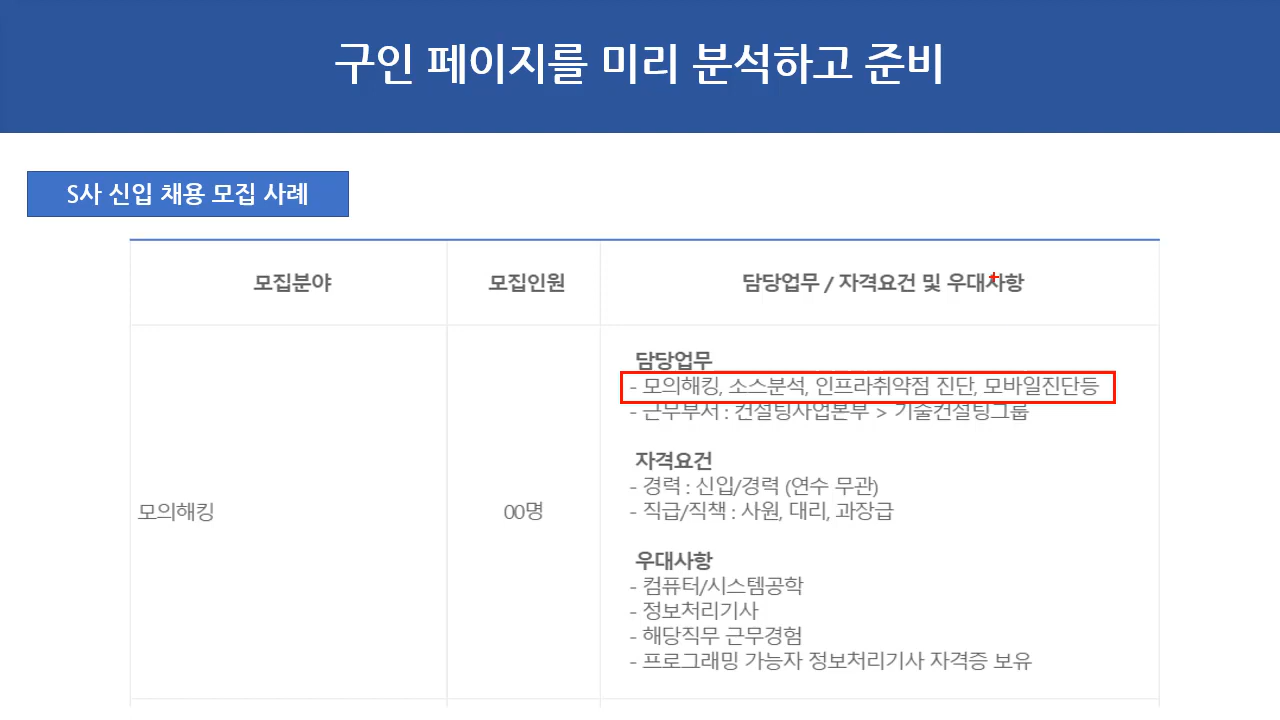 구인 페이지를 미리 분석하고 준비
S사 신입 채용 모집 사례
모집분야
모집인원
담당업무 / 자격요건 및 우대사항
담당업무
- 모의해킹, 소스분석, 인프라취약점 진단, 모바일진단등
- 근무부서 : 컨설팅사업본부 > 기술컨설팅그룹
자격요건
- 경력 : 신입/경력 (연수 무관)
- 직급/직책 : 사원, 대리, 과장급
모의해킹
00명
우대사항
- 컴퓨터/시스템공학
- 정보처리기사
- 해당직무 근무경험
- 프로그래밍 가능자 정보처리기사 자격증 보유